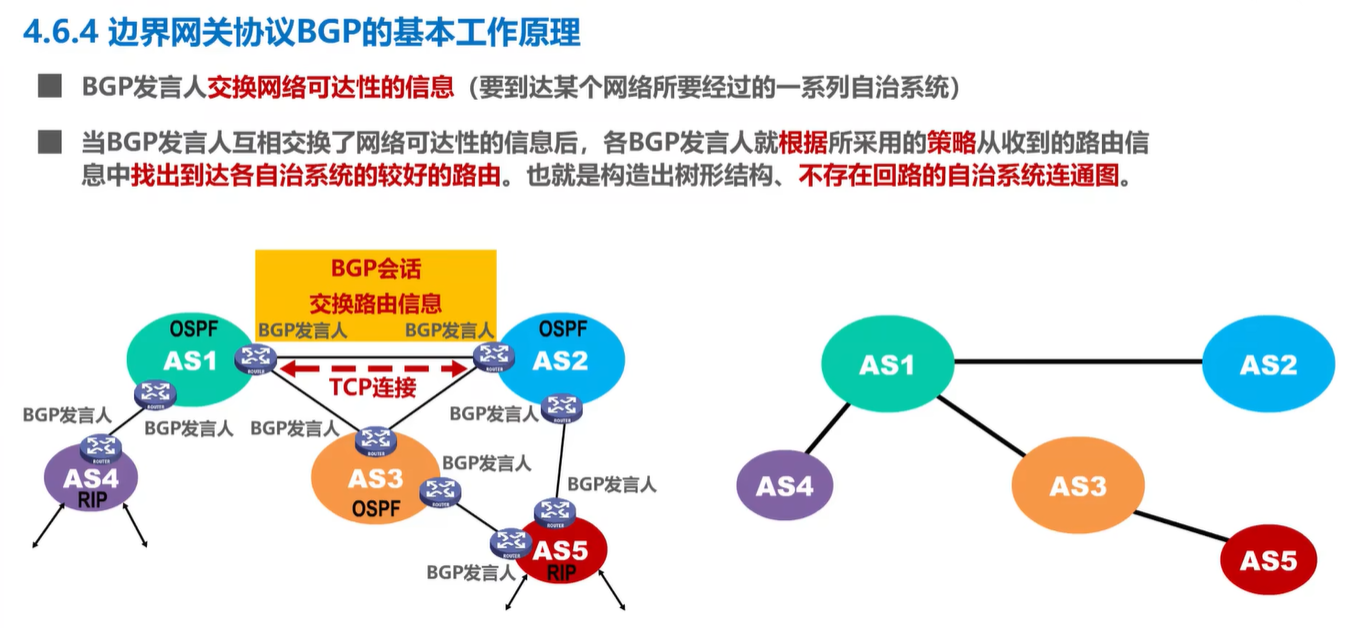 4.6.4 边界网关协议BGP的基本工作原理
BGP发言人交换网络可达性的信息（要到达某个网络所要经过的一系列自治系统）
当BGP发言人互相交换了网络可达性的信息后，各BGP发言人就根据所采用的策略从收到的路由信
息中找出到达各自治系统的较好的路由。也就是构造出树形结构、不存在回路的自治系统连通图。
BGP会话
交换路由信息
OSPF
BGP发言人
BGP发言人
OSPF
AS1
ROUTER
TCP连接
ROUTER
AS2
ROUTER
BGP发言人
BGP发言人
BGP发言人
BGP发言人
ROUTER
ROUTER
ROUTER
AS4
RIP
AS3
OSPF
BGP发言人
ROUTER
BGP发言人
ROUTER
ROUTER
AS5
RIP
BGP发言人
AS1
AS2
AS4
AS3
AS5